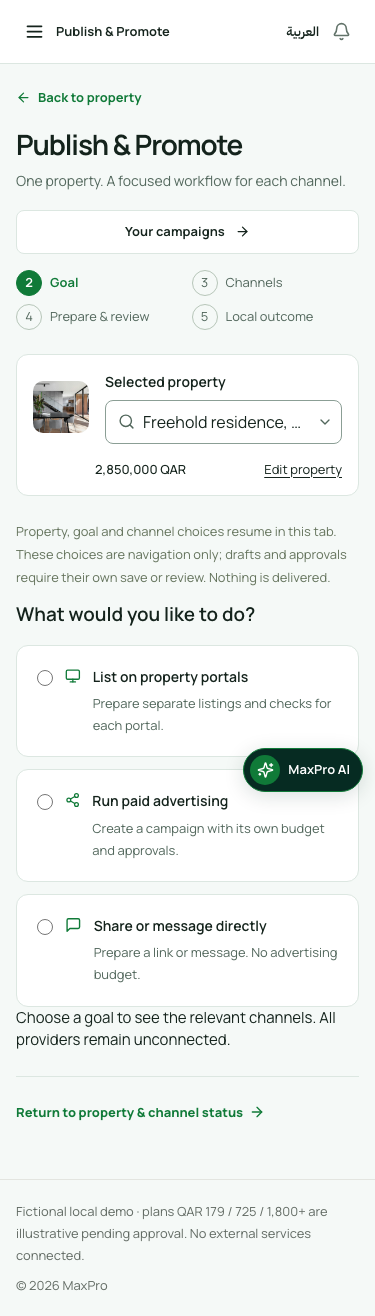 Publish & Promote
العربية
Back to property
Publish & Promote
One property. A focused workflow for each channel.
Your campaigns
2 Goal
3 Channels
4 Prepare & review
5 Local outcome
Selected property
Freehold residence, ...
2,850,000 QAR
Edit property
Property, goal and channel choices resume in this tab.
These choices are navigation only; drafts and approvals
require their own save or review. Nothing is delivered.
What would you like to do?
List on property portals
Prepare separate listings and checks for
each portal.
MaxPro AI
Run paid advertising
Create a campaign with its own budget
and approvals.
Share or message directly
Prepare a link or message. No advertising
budget.
Choose a goal to see the relevant channels. All
providers remain unconnected.
Return to property & channel status
Fictional local demo · plans QAR 179 / 725 / 1,800+ are
illustrative pending approval. No external services
connected.
© 2026 MaxPro